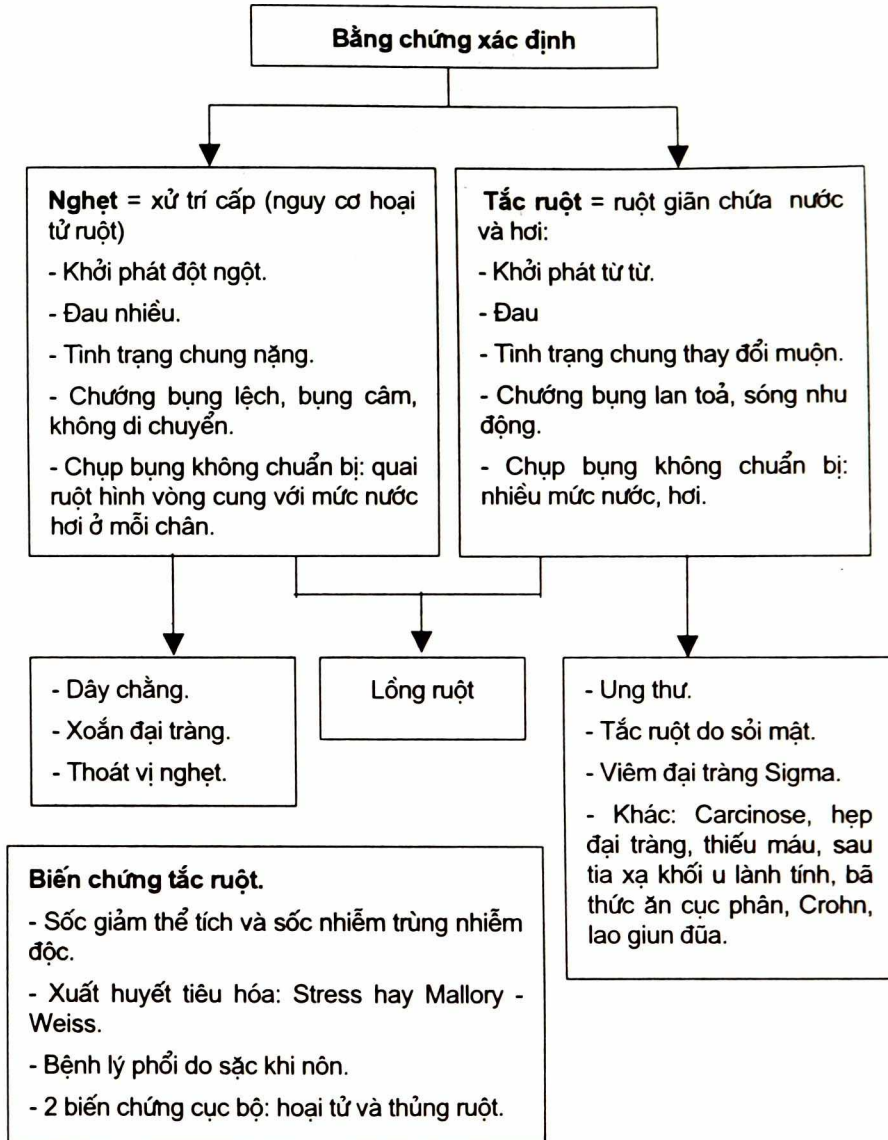 Bằng chứng xác định
Nghẹt = xử trí cấp (nguy cơ hoại
tử ruột)
- Khởi phát đột ngột.
- Đau nhiều.
- Tình trạng chung nặng.
- Chướng bụng lệch, bụng câm,
không di chuyển.
- Chụp bụng không chuẩn bị: quai
ruột hình vòng cung với mức nước
hơi ở mỗi chân.
Tắc ruột = ruột giãn chứa nước
và hơi:
- Khởi phát từ từ.
- Đau
- Tình trạng chung thay đổi muộn.
- Chướng bụng lan toả, sóng nhu
động.
- Chụp bụng không chuẩn bị:
nhiều mức nước, hơi.
- Dây chằng.
- Xoắn đại tràng.
- Thoát vị nghẹt.
Lồng ruột
- Ung thư.
- Tắc ruột do sỏi mật.
- Viêm đại tràng Sigma.
- Khác: Carcinose, hẹp
đại tràng, thiếu máu, sau
tia xạ khối u lành tính, bã
thức ăn cục phân, Crohn,
lao giun đũa.
Biến chứng tắc ruột.
- Sốc giảm thể tích và sốc nhiễm trùng nhiễm
độc.
- Xuất huyết tiêu hóa: Stress hay Mallory -
Weiss.
- Bệnh lý phổi do sặc khi nôn.
- 2 biến chứng cục bộ: hoại tử và thủng ruột.